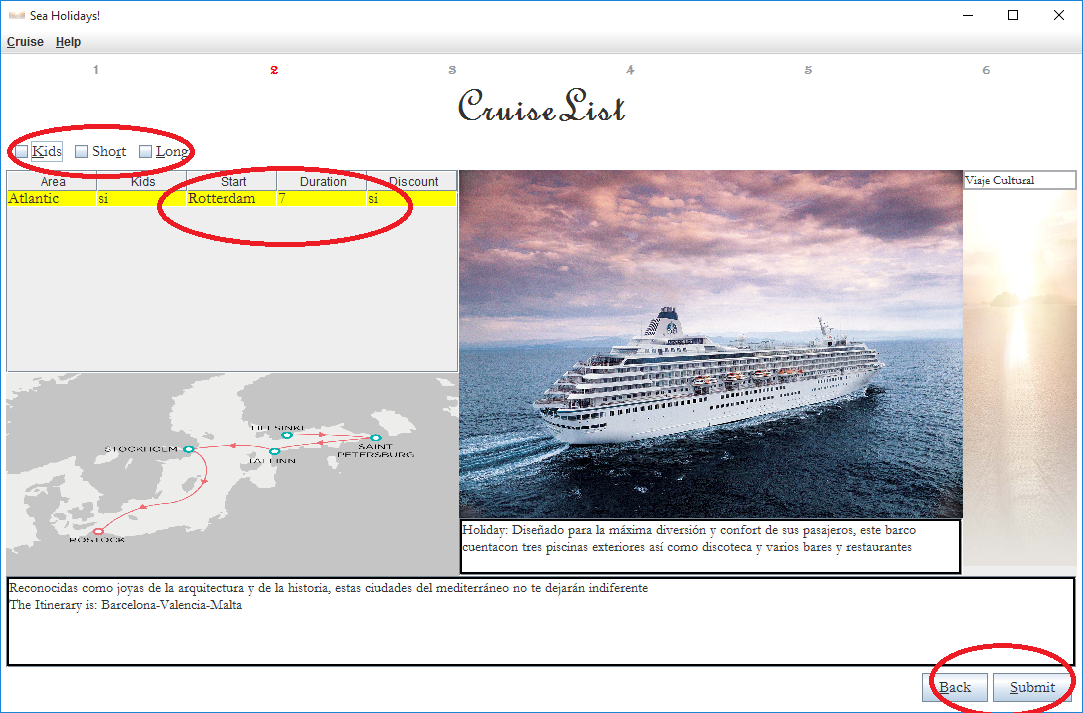 Sea Holidays!
Cruise Help
1 2 3 4 5 6
CruiseList
Kids Short Long
Area Kids Start Duration Discount
Atlantic si Rotterdam 7 si
Viaje Cultural
HELSINKI
STOCKHOLM
SAINT
PETERSBURG
TALLINN
ROSTOCK
Holiday: Diseñado para la máxima diversión y confort de sus pasajeros, este barco
cuentacon tres piscinas exteriores así como discoteca y varios bares y restaurantes
Reconocidas como joyas de la arquitectura y de la historia, estas ciudades del mediterráneo no te dejarán indiferente
The Itinerary is: Barcelona-Valencia-Malta
Back Submit